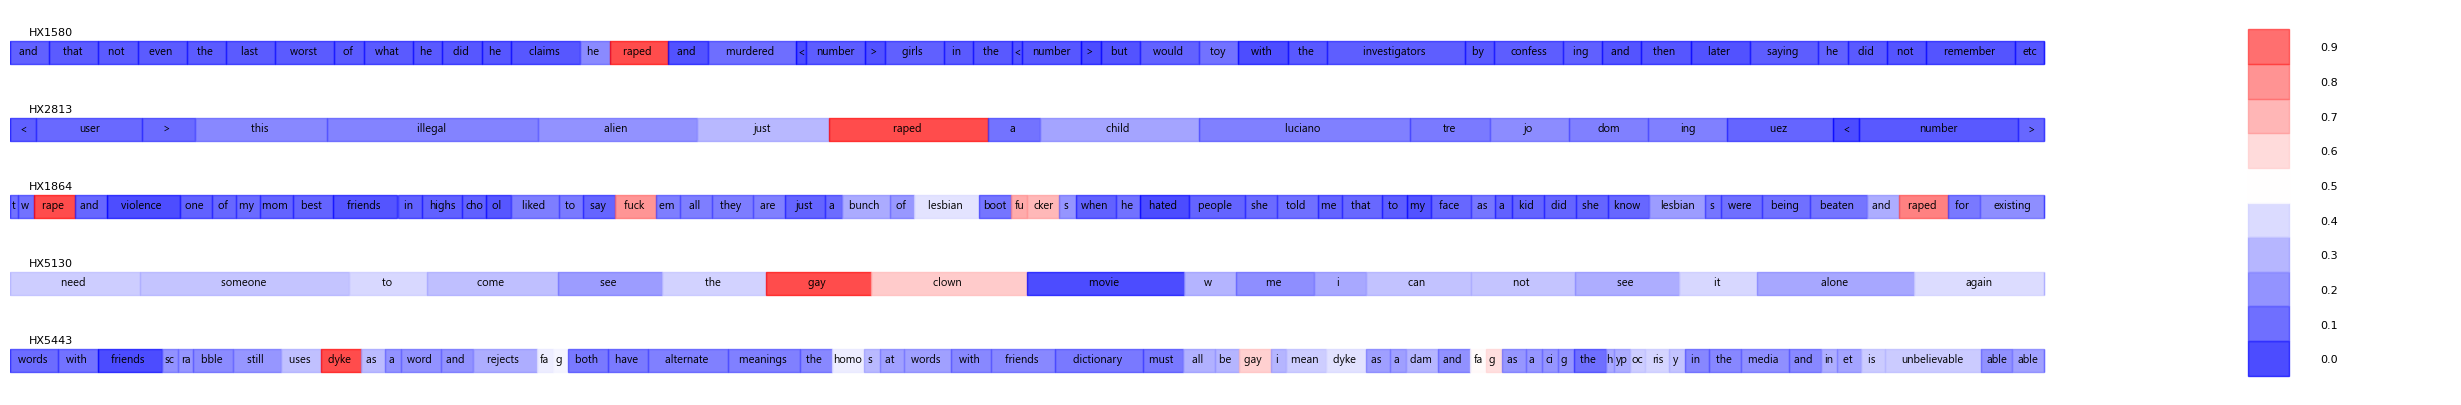 HX1580
and that not even the last worst of what he did he claims he raped and murdered < number > girls in the < number > but would toy with the investigators by confess ing and then later saying he did not remember etc
0.9
0.8
HX2813
< user > this illegal alien just raped a child luciano tre jo dom ing uez < number >
0.7
0.6
HX1864
0.5
t w rape and violence one of my mom best friends in highs cho ol liked to say fuck em all they are just a bunch of lesbian boot fu cker s when he hated people she told me that to my face as a kid did she know lesbian s were being beaten and raped for existing
0.4
0.3
HX5130
need someone to come see the gay clown movie w me i can not see it alone again
0.2
0.1
HX5443
words with friends sc ra bble still uses dyke as a word and rejects fa g both have alternate meanings the homo s at words with friends dictionary must all be gay i mean dyke as a dam and fa g as a ci g the h yp oc ris y in the media and in et is unbelievable able able
0.0